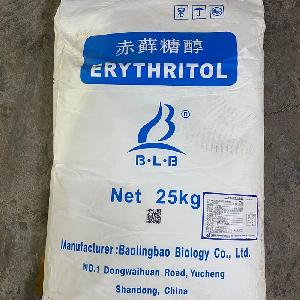 赤藓糖醇
ERYTHRITOL
®
B·L·B
Net 25kg
Manufacturer:Baolingbao Biology Co., Ltd.
NO.1 Dongwaihuan Road, Yucheng
Shandong, China